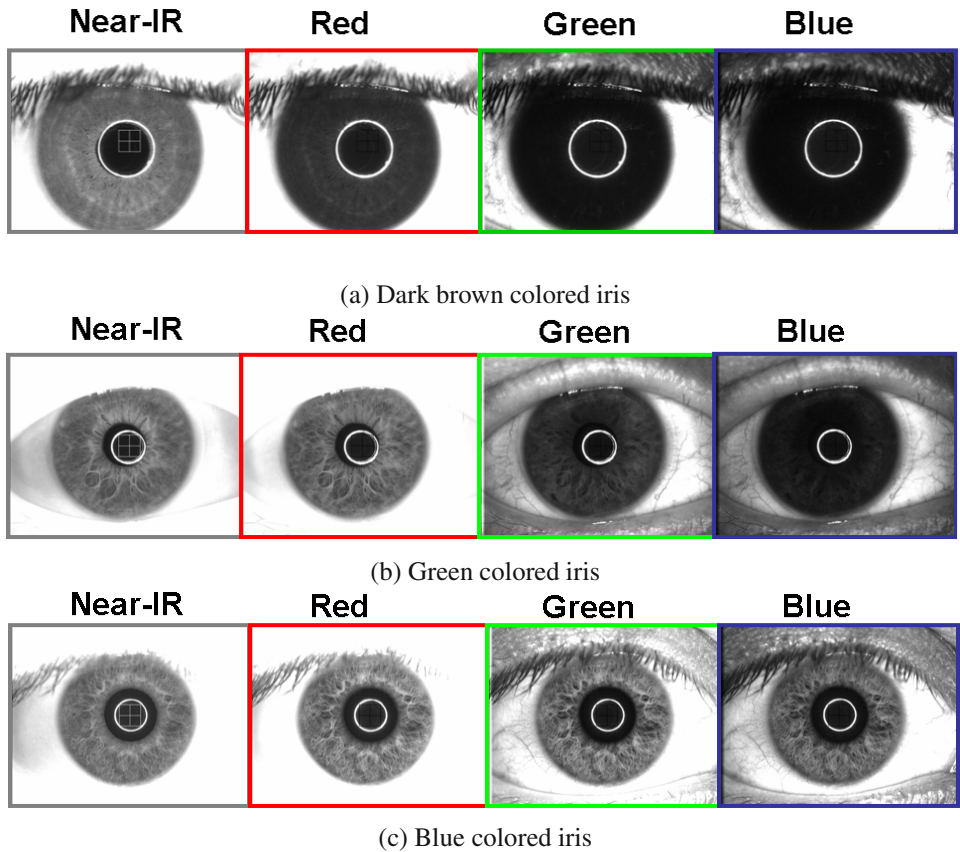 Near-IR Red Green Blue
(a) Dark brown colored iris
Near-IR Red Green Blue
(b) Green colored iris
Near-IR Red Green Blue
(c) Blue colored iris